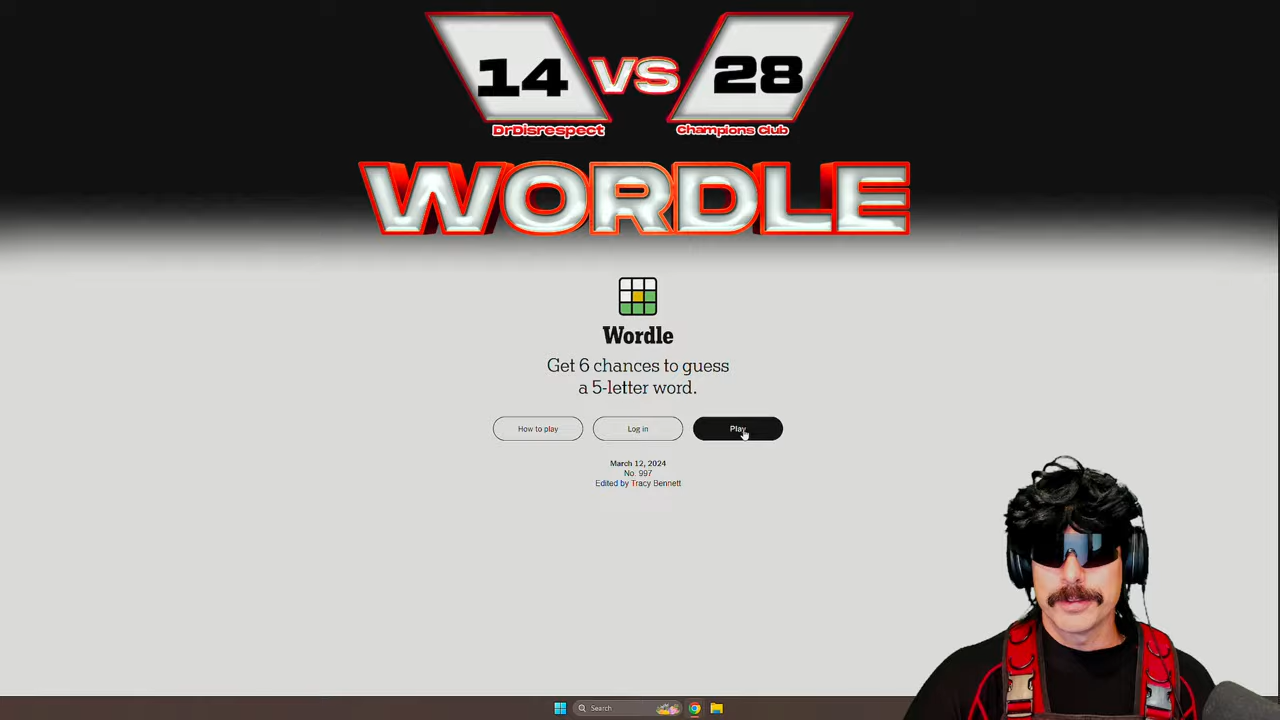 14 VS 28
DrDisrespect Champions Club
WORDLE
Wordle
Get 6 chances to guess
a 5-letter word.
How to play Log in Play
March 12, 2024
No. 997
Edited by Tracy Bennett
Search